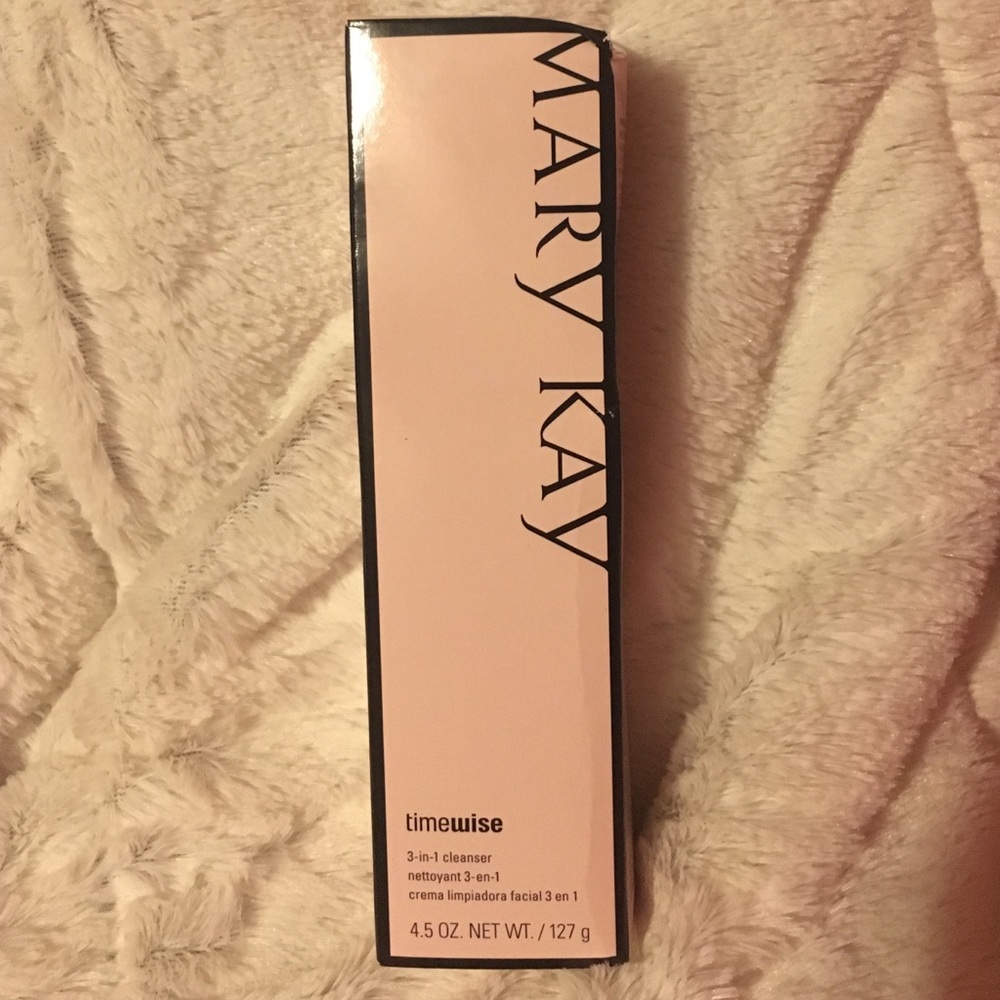 MARY KAY
timewise
3-in-1 cleanser
nettoyant 3-en-1
crema limpiadora facial 3 en 1
4.5 OZ. NET WT. / 127 g